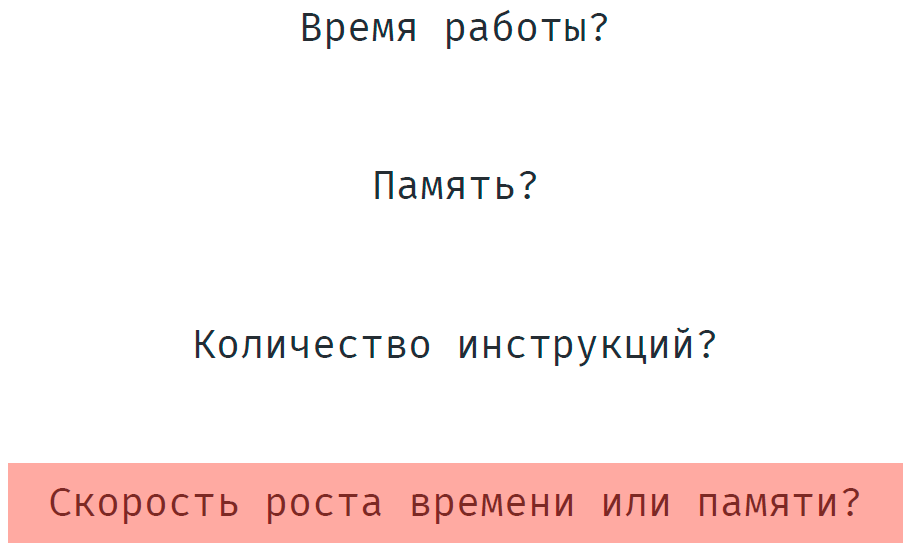 Время работы?
Память?
Количество инструкций?
Скорость роста времени или памяти?